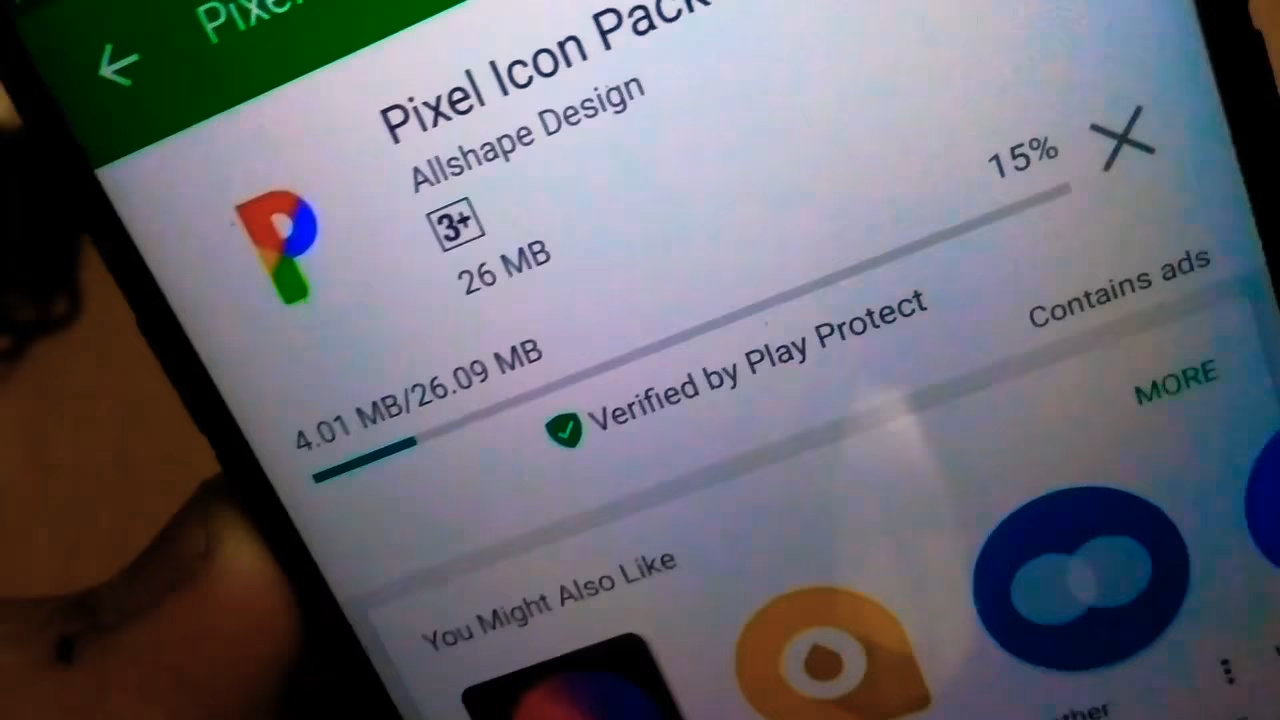 Pixel Icon Pack
Allshape Design
3+
26 MB
15%
4.01 MB/26.09 MB
Verified by Play Protect
Contains ads
MORE
You Might Also Like